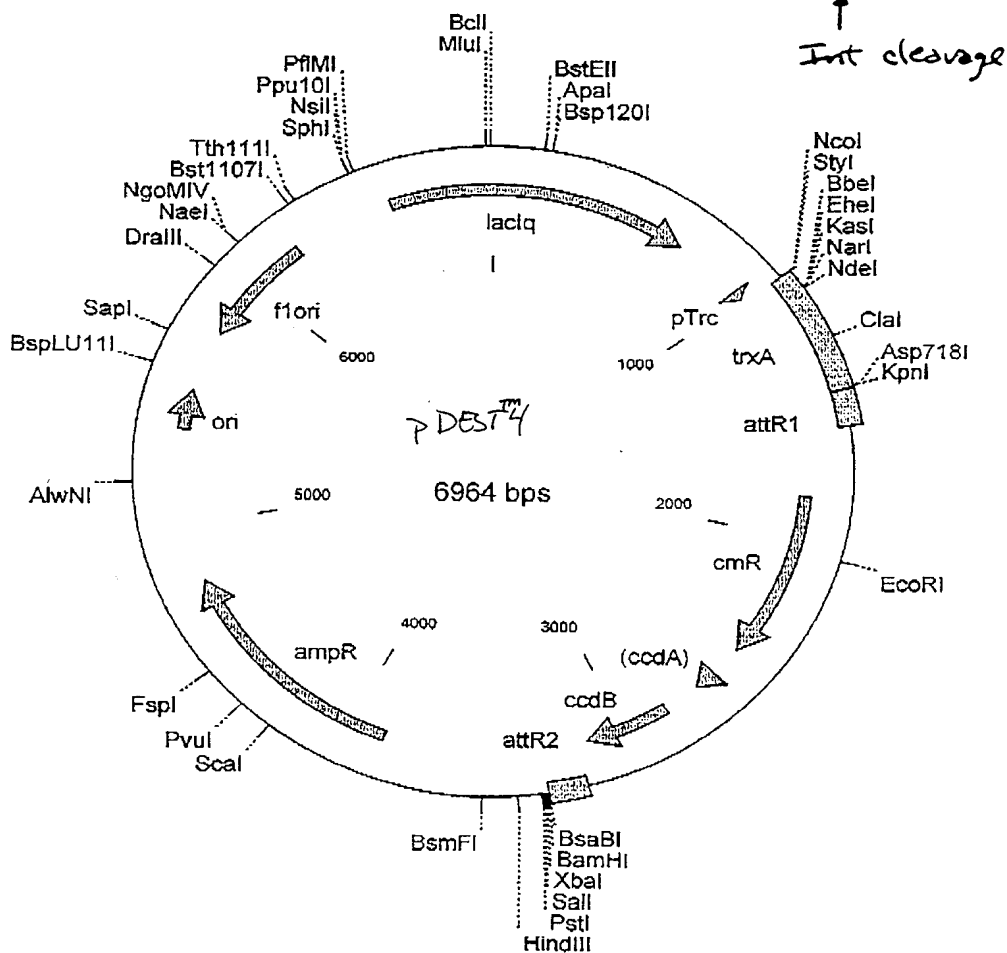 Int cleavage
BclI
MluI
PflMI
Ppu10I
NsiI
SphI
BstEII
ApaI
Bsp120I
Tth111I
Bst1107I
NgoMIV
NaeI
DraIII
SapI
BspLU11I
AlwNI
NcoI
StyI
BbeI
EheI
KasI
NarI
NdeI
ClaI
Asp718I
KpnI
lacIq
I
f1ori
6000
pTrc
1000
trxA
attR1
ori
pDEST™4
6964 bps
5000
2000
cmR
EcoRI
4000
3000
ampR
(ccdA)
ccdB
attR2
FspI
PvuI
ScaI
BsmFI
BsaBI
BamHI
XbaI
SalI
PstI
HindIII